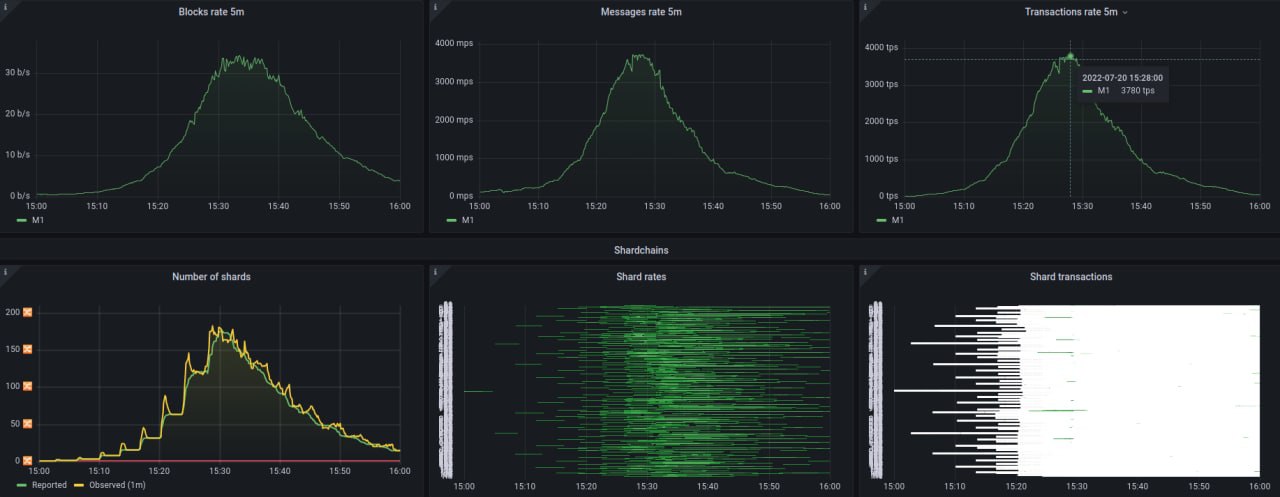 Blocks rate 5m
30 b/s
20 b/s
10 b/s
0 b/s
15:00 15:10 15:20 15:30 15:40 15:50 16:00
M1
Messages rate 5m
4000 mps
3000 mps
2000 mps
1000 mps
0 mps
15:00 15:10 15:20 15:30 15:40 15:50 16:00
M1
Transactions rate 5m
4000 tps
3000 tps
2000 tps
1000 tps
0 tps
2022-07-20 15:28:00
M1 3780 tps
15:00 15:10 15:20 15:30 15:40 15:50 16:00
M1
Shardchains
Number of shards
200
150
100
50
0
15:00 15:10 15:20 15:30 15:40 15:50 16:00
Reported Observed (1m)
Shard rates
15:00 15:10 15:20 15:30 15:40 15:50 16:00
Shard transactions
15:00 15:10 15:20 15:30 15:40 15:50 16:00